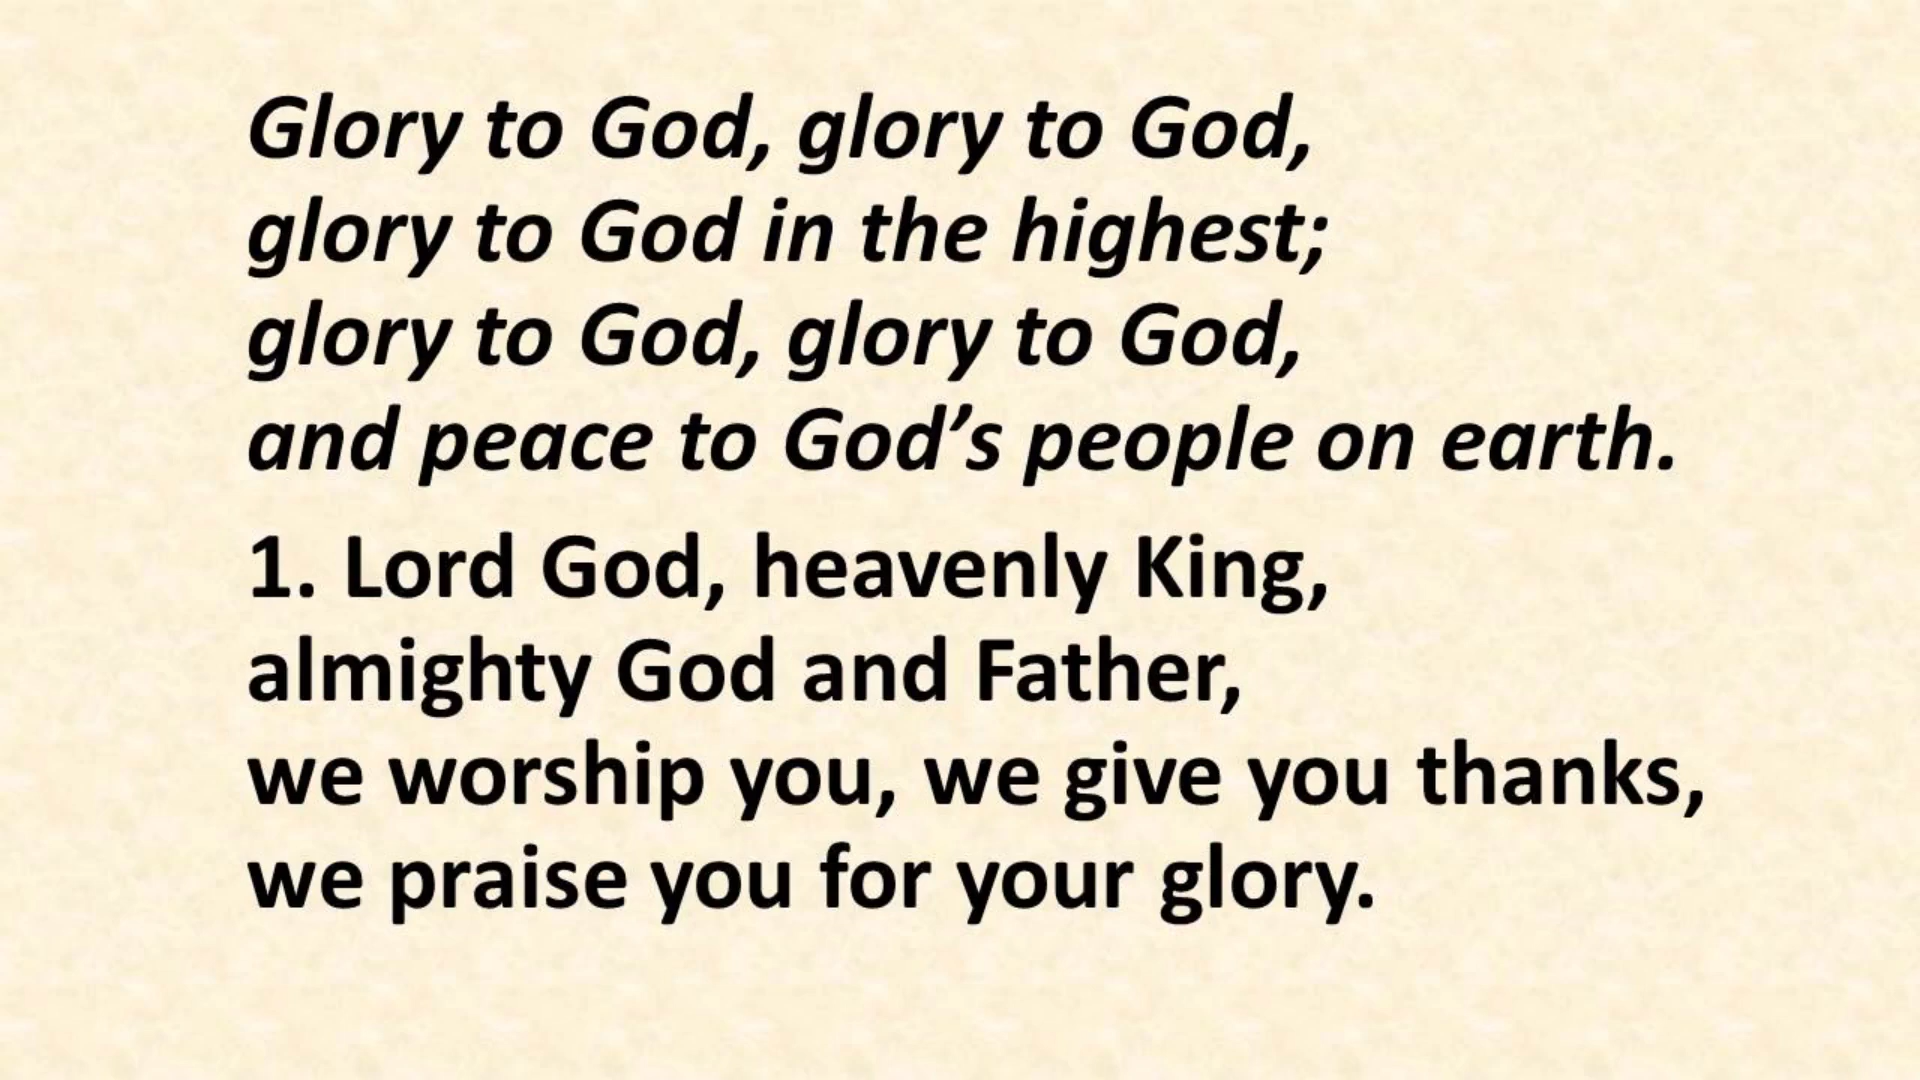 Glory to God, glory to God,
glory to God in the highest;
glory to God, glory to God,
and peace to God’s people on earth.
1. Lord God, heavenly King,
almighty God and Father,
we worship you, we give you thanks,
we praise you for your glory.